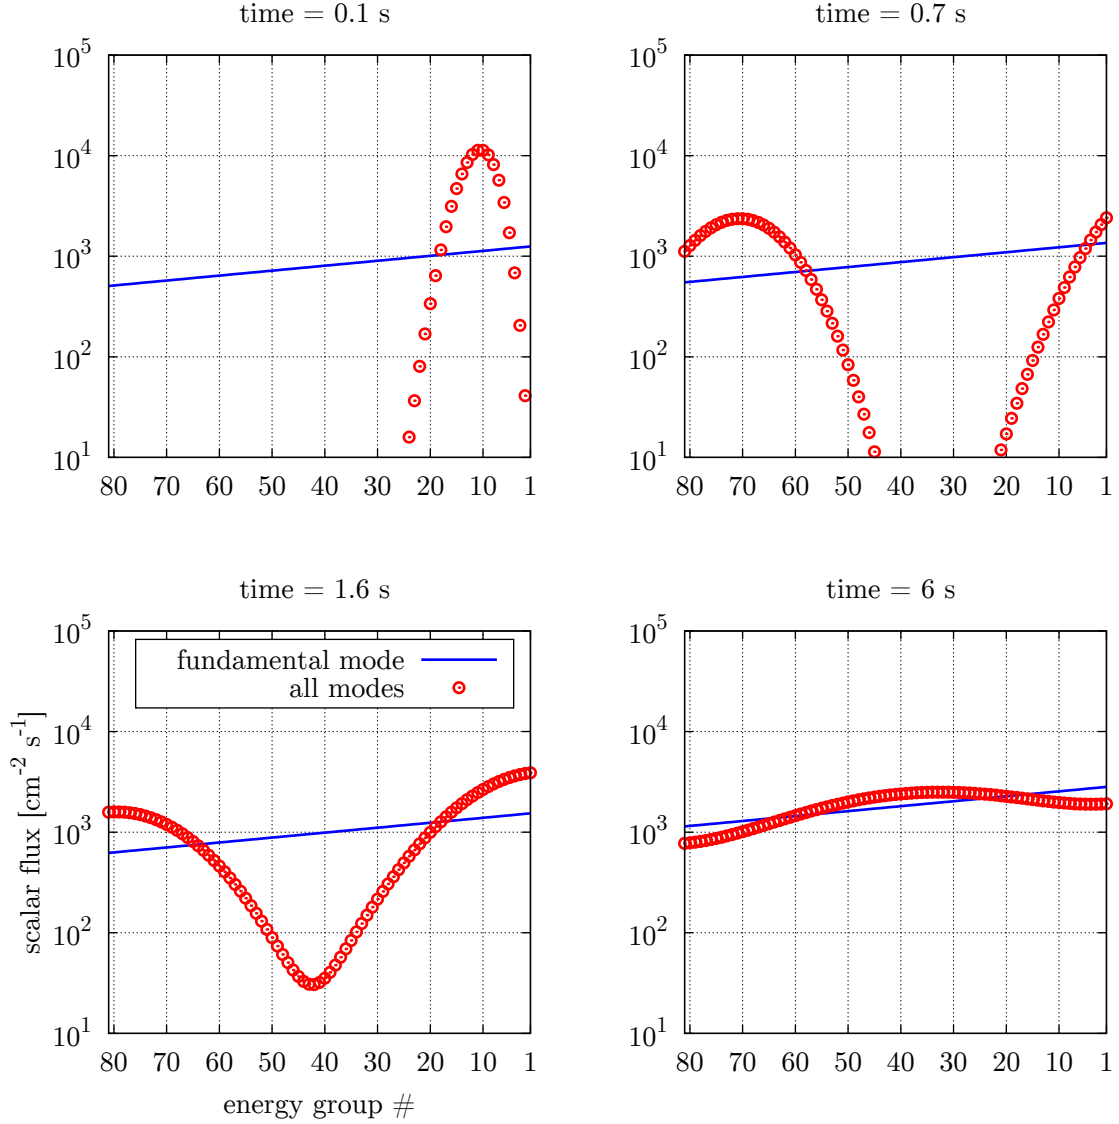 time = 0.1 s
10^5
10^4
10^3
10^2
10^1
80 70 60 50 40 30 20 10 1
time = 0.7 s
10^5
10^4
10^3
10^2
10^1
80 70 60 50 40 30 20 10 1
time = 1.6 s
fundamental mode
all modes
scalar flux [cm^-2 s^-1]
10^5
10^4
10^3
10^2
10^1
80 70 60 50 40 30 20 10 1
energy group #
time = 6 s
10^5
10^4
10^3
10^2
10^1
80 70 60 50 40 30 20 10 1